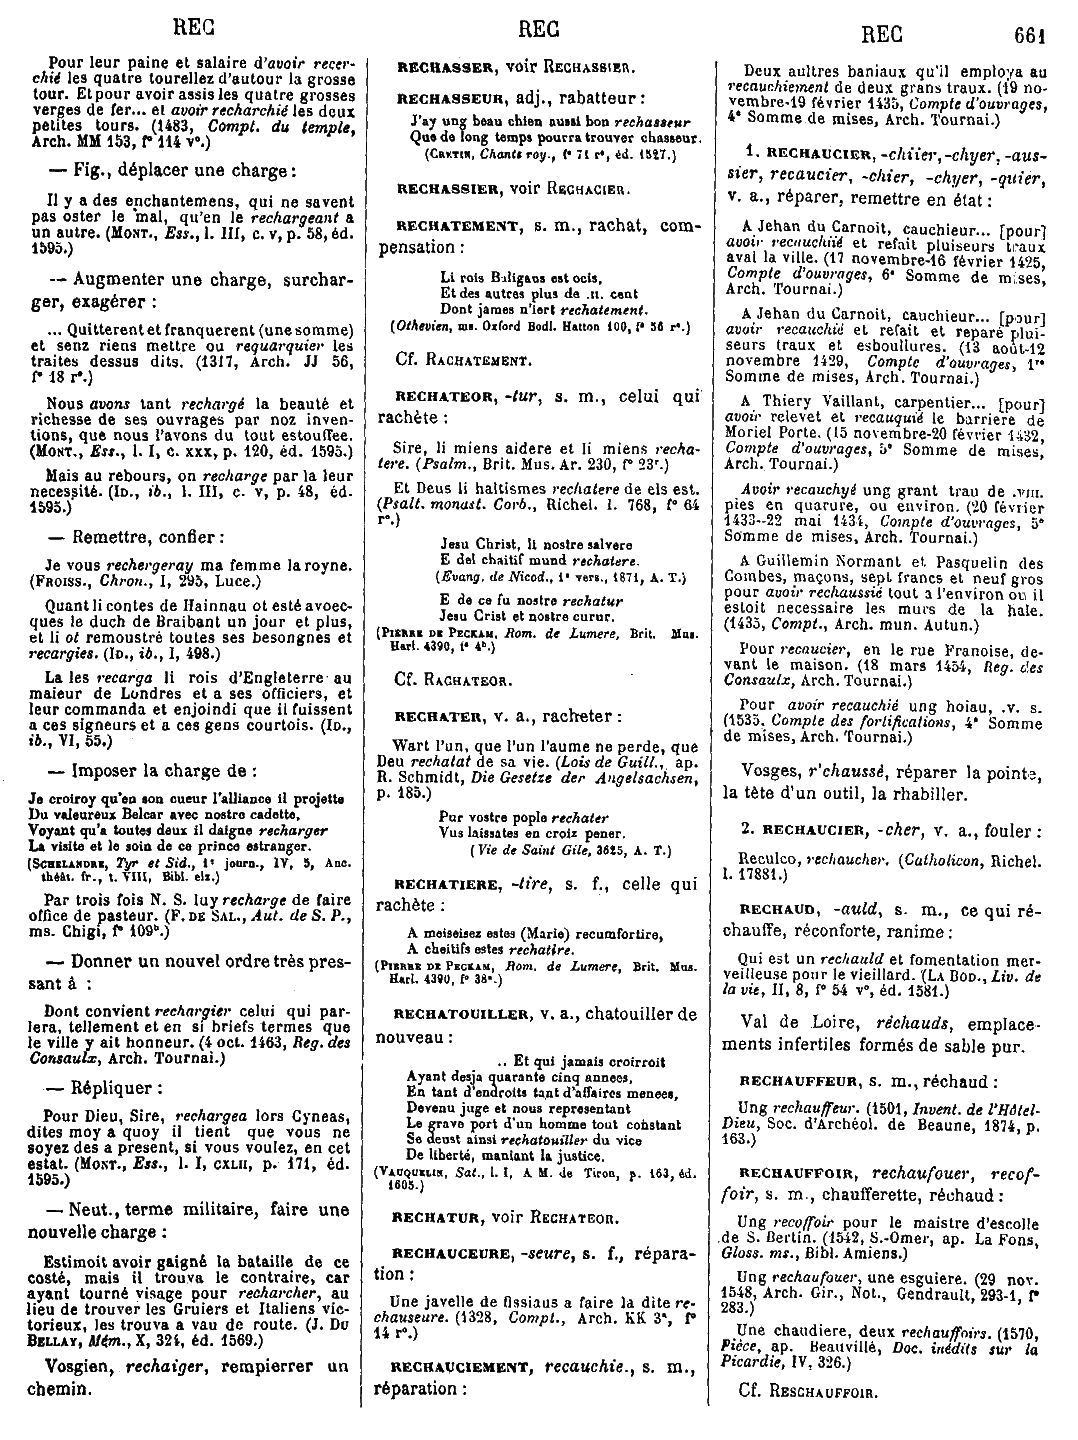 REC
Pour leur paine et salaire d'avoir recer-
chié les quatre tourellez d'autour la grosse
tour. Et pour avoir assis les quatre grosses
verges de fer... et avoir recharchié les deux
petites tours. (1483, Compt. du temple,
Arch. MM 153, f° 114 v°.)
— Fig., déplacer une charge :
Il y a des enchantemens, qui ne savent
pas oster le mal, qu'en le rechargeant a
un autre. (MONT., Ess., l. III, c. v, p. 58, éd.
1595.)
— Augmenter une charge, surchar-
ger, exagérer :
... Quitterent et franquerent (une somme)
et senz riens mettre ou requarquier les
traites dessus dits. (1317, Arch. JJ 56,
f° 18 r°.)
Nous avons tant rechargé la beauté et
richesse de ses ouvrages par noz inven-
tions, que nous l'avons du tout estouffee.
(MONT., Ess., l. I, c. xxx, p. 120, éd. 1595.)
Mais au rebours, on recharge par la leur
necessité. (ID., ib., l. III, c. v, p. 48, éd.
1595.)
— Remettre, confier :
Je vous rechergeray ma femme la royne.
(FROISS., Chron., I, 295, Luce.)
Quant li contes de Hainnau ot esté avoec-
ques le duch de Braibant un jour et plus,
et li ot remoustré toutes ses besongnes et
recargies. (ID., ib., I, 498.)
La les recarga li rois d'Engleterre au
maieur de Londres et a ses officiers, et
leur commanda et enjoindi que il fuissent
a ces signeurs et a ces gens courtois. (ID.,
ib., VI, 55.)
— Imposer la charge de :
Je croiroy qu'en son cueur l'alliance il projette
Du valeureux Belcar avec nostre cadette,
Voyant qu'a toutes deux il daigne recharger
La visite et le soin de ce prince estranger.
(SCHELANDRE, Tyr et Sid., 1° journ., IV, 5, Anc.
théât. fr., t. VIII, Bibl. elz.)
Par trois fois N. S. luy recharge de faire
office de pasteur. (F. DE SAL., Aut. de S. P.,
ms. Chigi, f° 109ᵇ.)
— Donner un nouvel ordre très pres-
sant à :
Dont convient rechargier celui qui par-
lera, tellement et en si briefs termes que
le ville y ait honneur. (4 oct. 1463, Reg. des
Consaulx, Arch. Tournai.)
— Répliquer :
Pour Dieu, Sire, rechargea lors Cyneas,
dites moy a quoy il tient que vous ne
soyez des a present, si vous voulez, en cet
estat. (MONT., Ess., l. I, CXLII, p. 171, éd.
1595.)
— Neut., terme militaire, faire une
nouvelle charge :
Estimoit avoir gaigné la bataille de ce
costé, mais il trouva le contraire, car
ayant tourné visage pour recharcher, au
lieu de trouver les Gruiers et Italiens vic-
torieux, les trouva a vau de route. (J. DU
BELLAY, Mém., X, 324, éd. 1569.)
Vosgien, rechaiger, rempierrer un
chemin.
REC
RECHASSER, voir RECHASSIER.
RECHASSEUR, adj., rabatteur :
J'ay ung beau chien aussi bon rechasseur
Que de long temps pourra trouver chasseur.
(CRETIN, Chants roy., f° 71 r°, éd. 1527.)
RECHASSIER, voir RECHACIER.
RECHATEMENT, s. m., rachat, com-
pensation :
Li rois Baligans est ocis,
Et des autres plus de .II. cent
Dont james n'iert rechatement.
(Othevien, ms. Oxford Bodl. Hatton 100, f° 56 r°.)
Cf. RACHATEMENT.
RECHATEOR, -tur, s. m., celui qui
rachète :
Sire, li miens aidere et li miens recha-
tere. (Psalm., Brit. Mus. Ar. 230, f° 23ʳ.)
Et Deus li haltismes rechatere de els est.
(Psalt. monast. Corb., Richel. l. 768, f° 64
r°.)
Jesu Christ, li nostre salvere
E del chaitif mund rechatere.
(Evang. de Nicod., 1° vers., 1871, A. T.)
E de ce fu nostre rechatur
Jesu Crist et nostre curur.
(PIERRE DE PECKAM, Rom. de Lumere, Brit. Mus.
Harl. 4390, f° 4ᵇ.)
Cf. RACHATEOR.
RECHATER, v. a., racheter :
Wart l'un, que l'un l'aume ne perde, que
Deu rechatat de sa vie. (Lois de Guill., ap.
R. Schmidt, Die Gesetze der Angelsachsen,
p. 185.)
Pur vostre pople rechater
Vus laissates en croiz pener.
(Vie de Saint Gile, 3625, A. T.)
RECHATIERE, -tire, s. f., celle qui
rachète :
A meiseisez estes (Marie) recumfortire,
A cheitifs estes rechatire.
(PIERRE DE PECKAM, Rom. de Lumere, Brit. Mus.
Harl. 4390, f° 38ᵃ.)
RECHATOUILLER, v. a., chatouiller de
nouveau :
.. Et qui jamais croirroit
Ayant desja quarante cinq annees,
En tant d'endroits tant d'affaires menees,
Devenu juge et nous representant
Le grave port d'un homme tout constant
Se deust ainsi rechatouiller du vice
De liberté, maniant la justice.
(VAUQUELIN, Sat., l. I, A M. de Tiron, p. 163, éd.
1605.)
RECHATUR, voir RECHATEOR.
RECHAUCEURE, -seure, s. f., répara-
tion :
Une javelle de fissiaus a faire la dite re-
chauseure. (1328, Compt., Arch. KK 3ᵃ, f°
14 r°.)
RECHAUCIEMENT, recauchie., s. m.,
réparation :
REC 661
Deux aultres baniaux qu'il employa au
recauchiement de deux grans traux. (19 no-
vembre-19 février 1435, Compte d'ouvrages,
4ᵉ Somme de mises, Arch. Tournai.)
1. RECHAUCIER, -chiier, -chyer, -aus-
sier, recaucier, -chier, -chyer, -quier,
v. a., réparer, remettre en état :
A Jehan du Carnoit, cauchieur... [pour]
avoir recauchiié et refait pluiseurs traux
aval la ville. (17 novembre-16 février 1425,
Compte d'ouvrages, 6ᵉ Somme de mises,
Arch. Tournai.)
A Jehan du Carnoit, cauchieur... [pour]
avoir recauchié et refait et reparé plui-
seurs traux et esboullures. (13 août-12
novembre 1429, Compte d'ouvrages, 1ʳᵉ
Somme de mises, Arch. Tournai.)
A Thiery Vaillant, carpentier... [pour]
avoir relevet et recauquié le barriere de
Moriel Porte. (15 novembre-20 février 1432,
Compte d'ouvrages, 5ᵉ Somme de mises,
Arch. Tournai.)
Avoir recauchyé ung grant trau de .VIII.
pies en quarure, ou environ. (20 février
1433--22 mai 1434, Compte d'ouvrages, 5ᵉ
Somme de mises, Arch. Tournai.)
A Guillemin Normant et Pasquelin des
Combes, maçons, sept francs et neuf gros
pour avoir rechaussié tout a l'environ ou il
estoit necessaire les murs de la hale.
(1435, Compt., Arch. mun. Autun.)
Pour recaucier, en le rue Franoise, de-
vant le maison. (18 mars 1454, Reg. des
Consaulx, Arch. Tournai.)
Pour avoir recauchié ung hoiau, .v. s.
(1535, Compte des fortifications, 4ᵉ Somme
de mises, Arch. Tournai.)
Vosges, r'chaussé, réparer la pointe,
la tête d'un outil, la rhabiller.
2. RECHAUCIER, -cher, v. a., fouler :
Reculco, rechaucher. (Catholicon, Richel.
l. 17881.)
RECHAUD, -auld, s. m., ce qui ré-
chauffe, réconforte, ranime :
Qui est un rechauld et fomentation mer-
veilleuse pour le vieillard. (LA BOD., Liv. de
la vie, II, 8, f° 54 v°, éd. 1581.)
Val de Loire, réchauds, emplace-
ments infertiles formés de sable pur.
RECHAUFFEUR, s. m., réchaud :
Ung rechauffeur. (1501, Invent. de l'Hôtel-
Dieu, Soc. d'Archéol. de Beaune, 1874, p.
163.)
RECHAUFFOIR, rechaufouer, recof-
foir, s. m., chaufferette, réchaud :
Ung recoffoir pour le maistre d'escolle
de S. Bertin. (1542, S.-Omer, ap. La Fons,
Gloss. ms., Bibl. Amiens.)
Ung rechaufouer, une esguiere. (29 nov.
1548, Arch. Gir., Not., Gendrault, 293-1, f°
283.)
Une chaudiere, deux rechauffoirs. (1570,
Pièce, ap. Beauvillé, Doc. inédits sur la
Picardie, IV, 326.)
Cf. RESCHAUFFOIR.